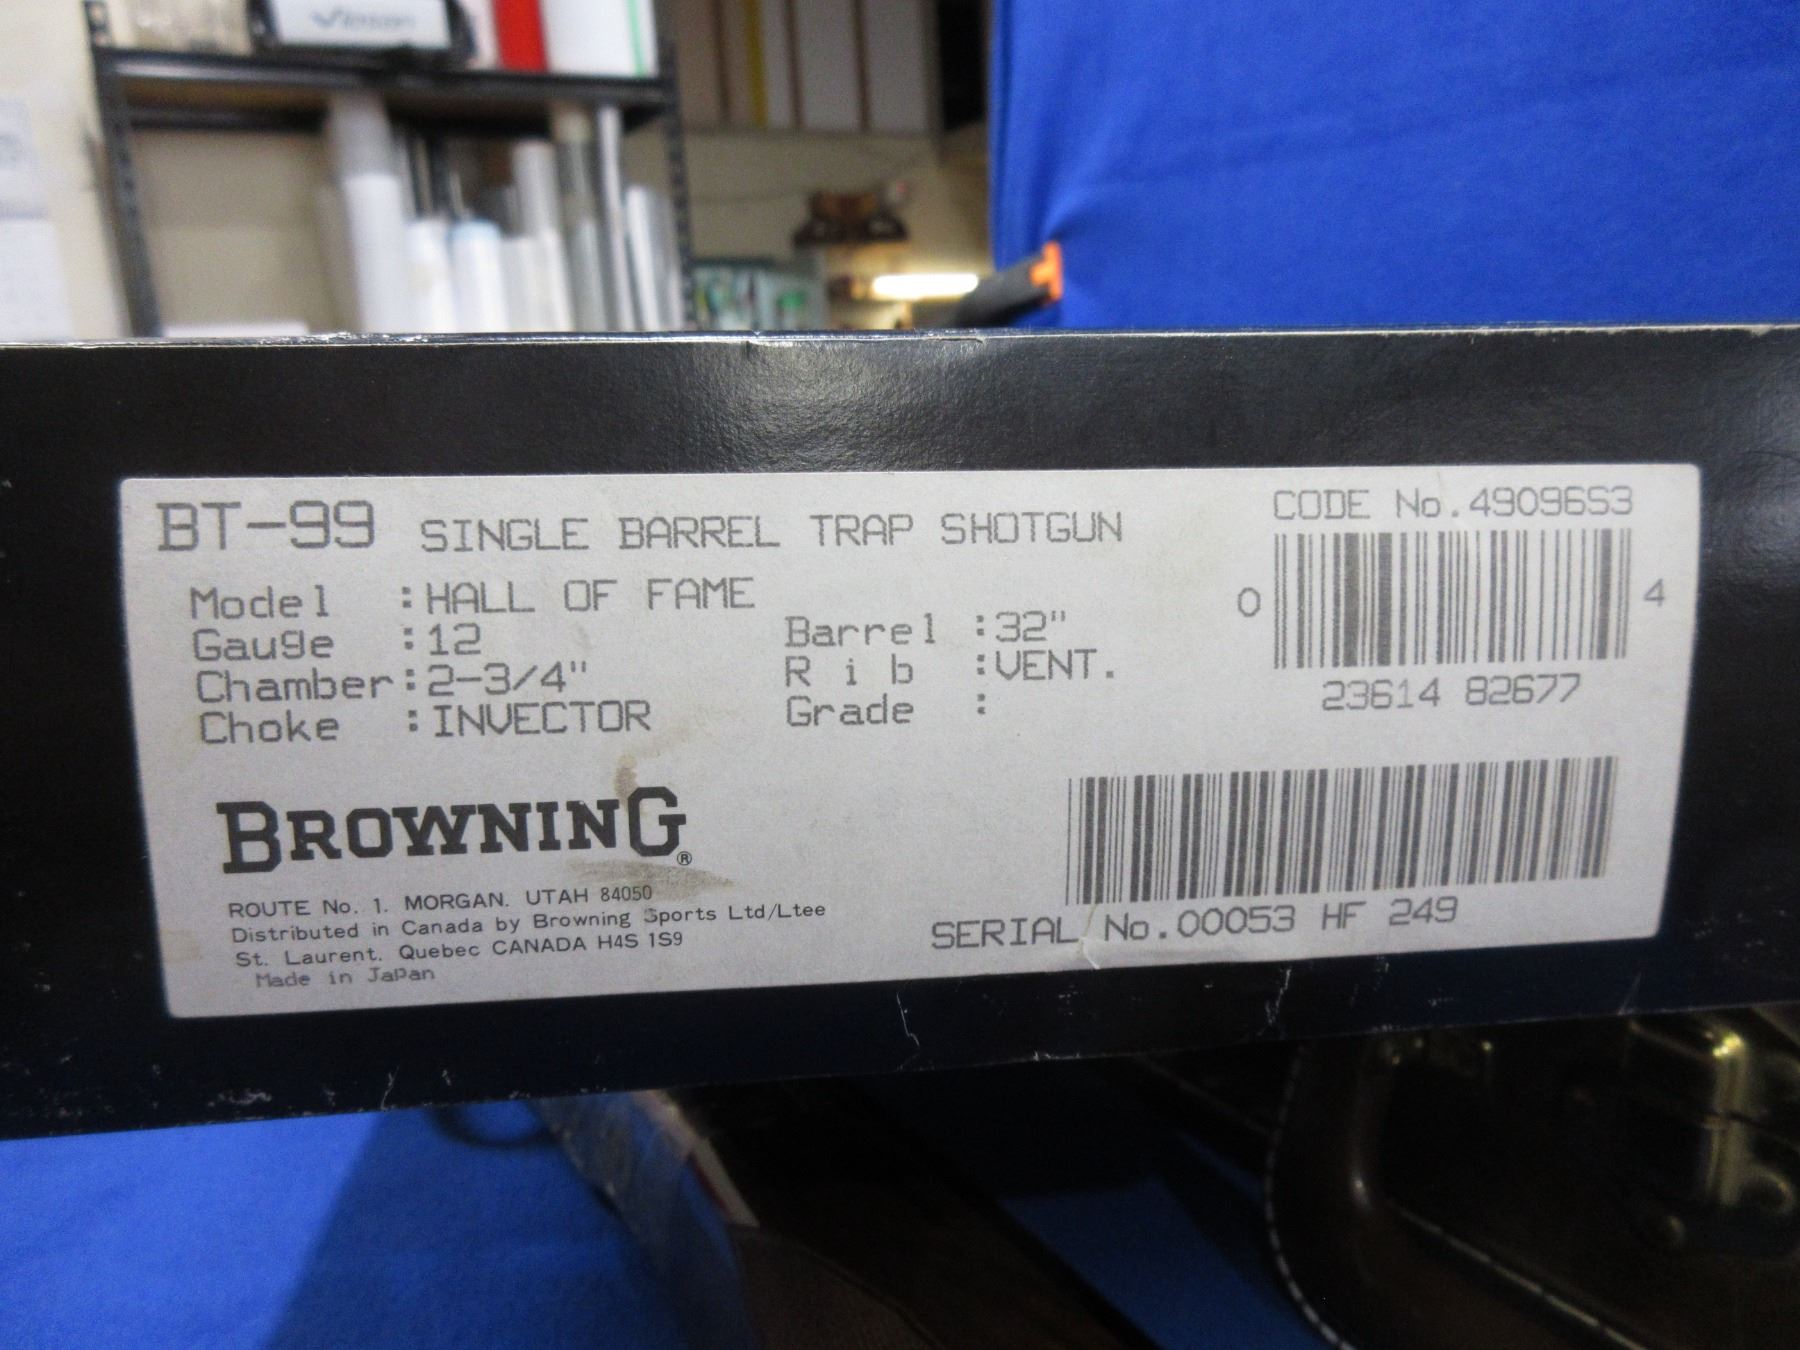 BT-99 SINGLE BARREL TRAP SHOTGUN
CODE No.49096S3
Model :HALL OF FAME
Gauge :12
Chamber:2-3/4"
Choke :INVECTOR
Barrel :32"
Rib :VENT.
Grade :
0 23614 82677 4
BROWNING®
ROUTE No. 1. MORGAN. UTAH 84050
Distributed in Canada by Browning Sports Ltd/Ltee
St. Laurent. Quebec CANADA H4S 1S9
Made in Japan
SERIAL No.00053 HF 249